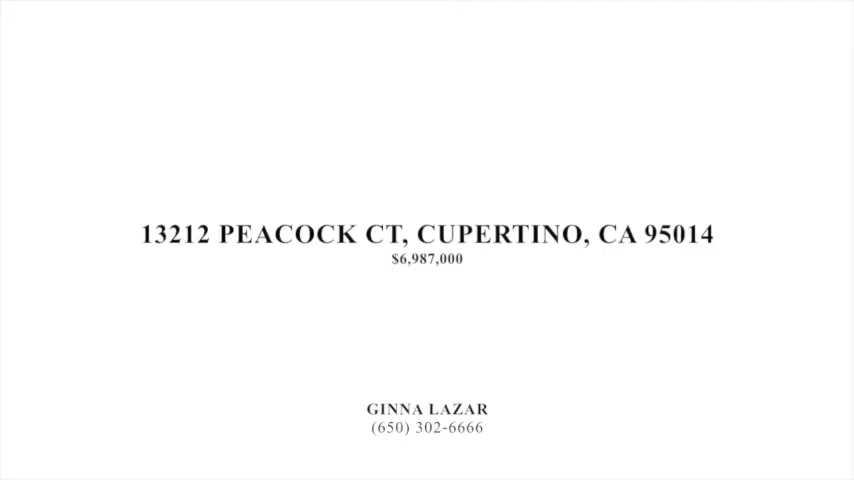 13212 PEACOCK CT, CUPERTINO, CA 95014
$6,987,000
GINNA LAZAR
(650) 302-6666